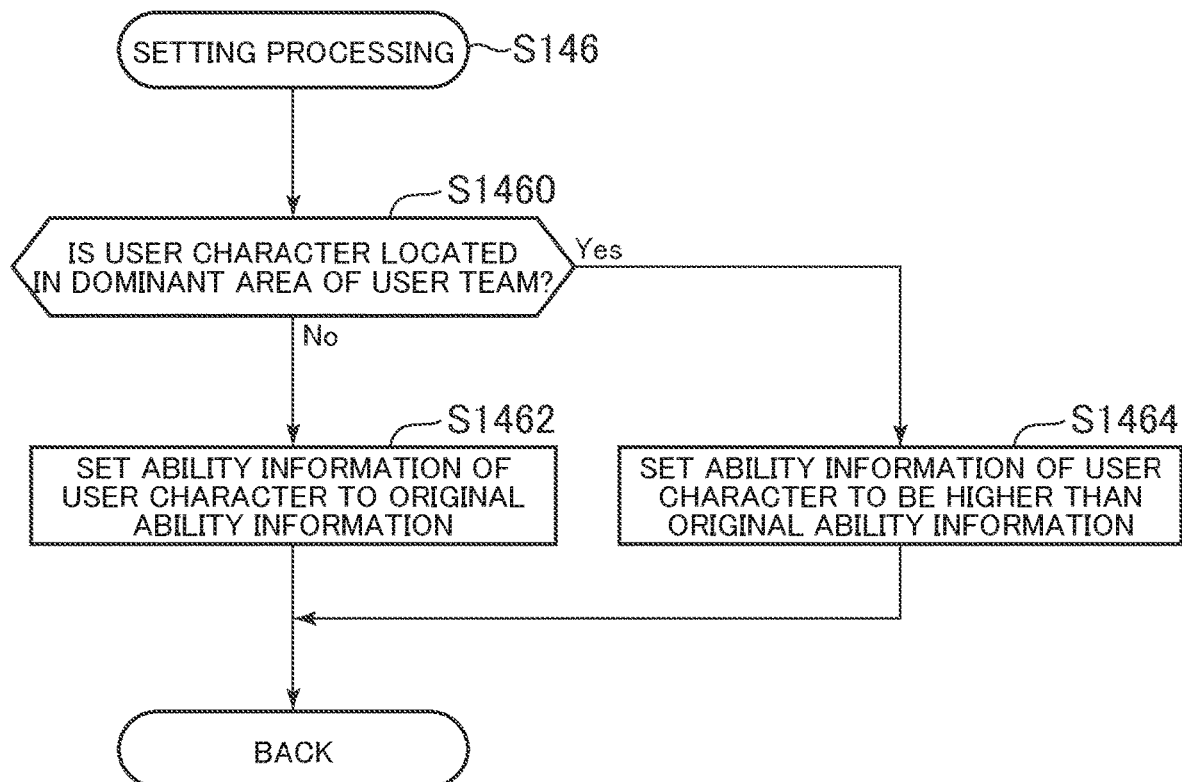 SETTING PROCESSING
S146
S1460
IS USER CHARACTER LOCATED
IN DOMINANT AREA OF USER TEAM?
Yes
No
S1462
SET ABILITY INFORMATION OF
USER CHARACTER TO ORIGINAL
ABILITY INFORMATION
S1464
SET ABILITY INFORMATION OF USER
CHARACTER TO BE HIGHER THAN
ORIGINAL ABILITY INFORMATION
BACK